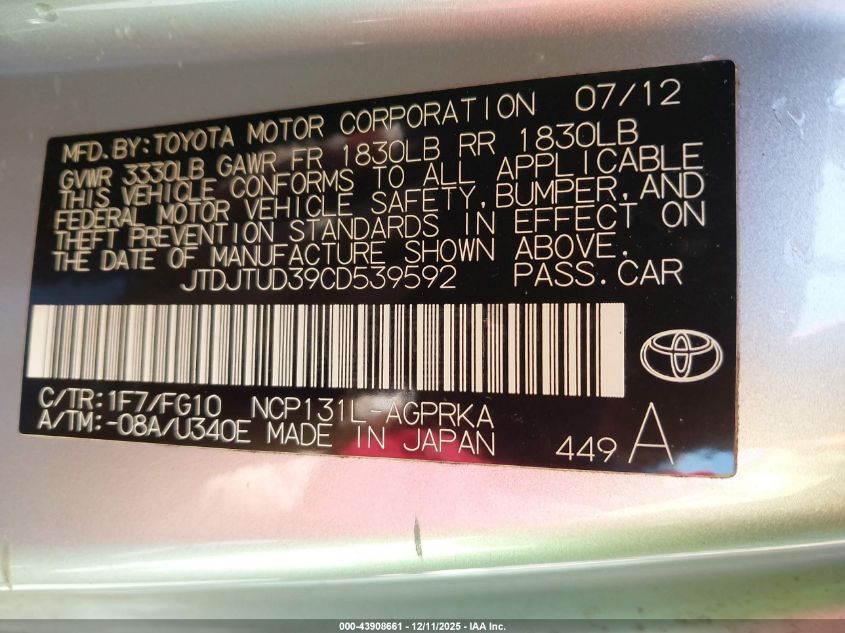 MFD. BY: TOYOTA MOTOR CORPORATION 07/12
GVWR 3330LB GAWR FR 1830LB RR 1830LB
THIS VEHICLE CONFORMS TO ALL APPLICABLE
FEDERAL MOTOR VEHICLE SAFETY, BUMPER, AND
THEFT PREVENTION STANDARDS IN EFFECT ON
THE DATE OF MANUFACTURE SHOWN ABOVE.
JTDJTUD39CD539592 PASS. CAR
C/TR: 1F7/FG10 NCP131L-AGPRKA
A/TM: -08A/U340E MADE IN JAPAN 449 A
000-43908661 - 12/11/2025 - IAA Inc.